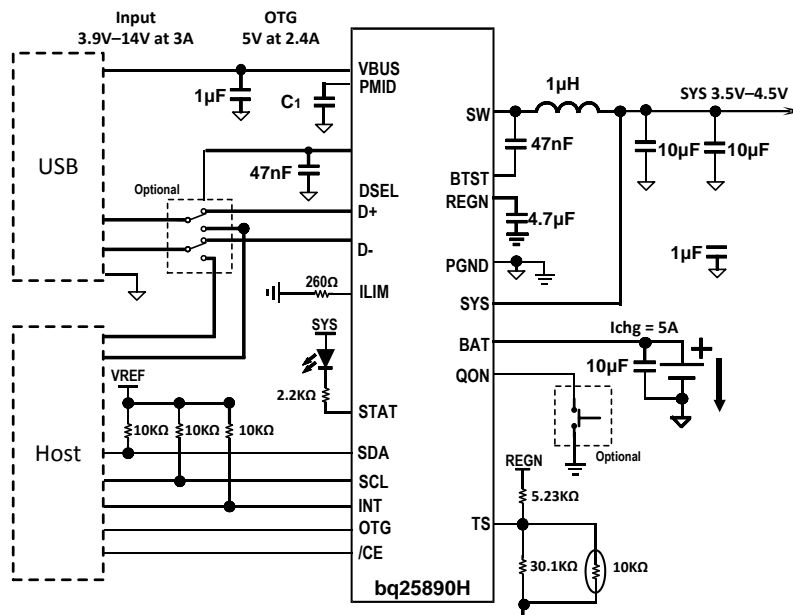 Input
3.9V–14V at 3A
OTG
5V at 2.4A
VBUS
PMID
1µF
C1
USB
47nF
Optional
DSEL
D+
D-
260Ω
ILIM
SYS
2.2KΩ
STAT
VREF
10KΩ
10KΩ
10KΩ
Host
SDA
SCL
INT
OTG
/CE
bq25890H
SW
1µH
SYS 3.5V–4.5V
47nF
10µF
10µF
BTST
REGN
4.7µF
PGND
1µF
SYS
BAT
Ichg = 5A
10µF
+
QON
Optional
REGN
5.23KΩ
TS
30.1KΩ
10KΩ